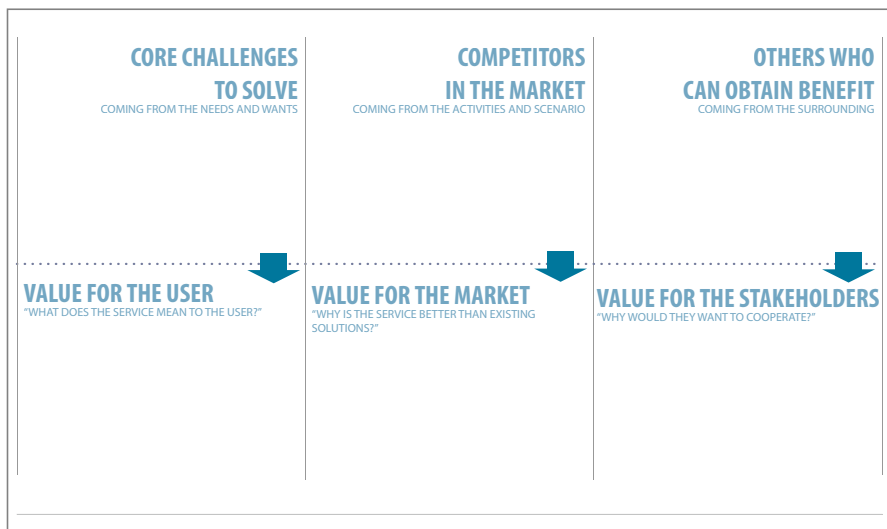 CORE CHALLENGES
TO SOLVE
COMING FROM THE NEEDS AND WANTS
COMPETITORS
IN THE MARKET
COMING FROM THE ACTIVITIES AND SCENARIO
OTHERS WHO
CAN OBTAIN BENEFIT
COMING FROM THE SURROUNDING
VALUE FOR THE USER
“WHAT DOES THE SERVICE MEAN TO THE USER?”
VALUE FOR THE MARKET
“WHY IS THE SERVICE BETTER THAN EXISTING
SOLUTIONS?”
VALUE FOR THE STAKEHOLDERS
“WHY WOULD THEY WANT TO COOPERATE?”